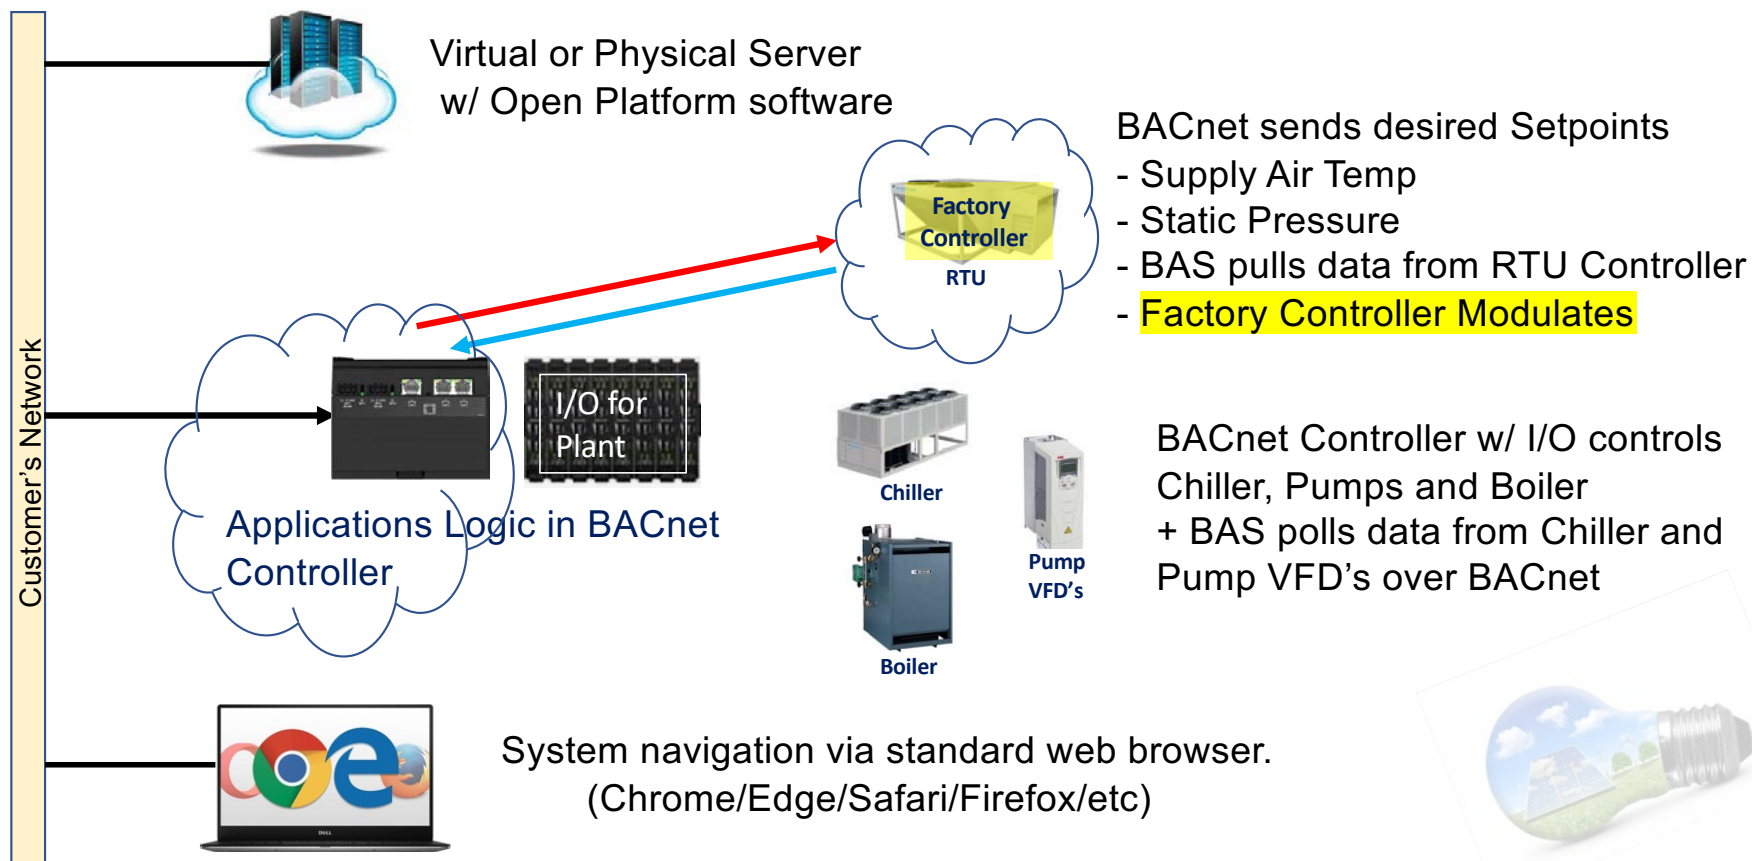 Customer's Network
Virtual or Physical Server
w/ Open Platform software
BACnet sends desired Setpoints
- Supply Air Temp
- Static Pressure
- BAS pulls data from RTU Controller
- Factory Controller Modulates
Factory
Controller
RTU
I/O for
Plant
Applications Logic in BACnet
Controller
Chiller
Pump
VFD's
Boiler
BACnet Controller w/ I/O controls
Chiller, Pumps and Boiler
+ BAS polls data from Chiller and
Pump VFD's over BACnet
System navigation via standard web browser.
(Chrome/Edge/Safari/Firefox/etc)
DELL